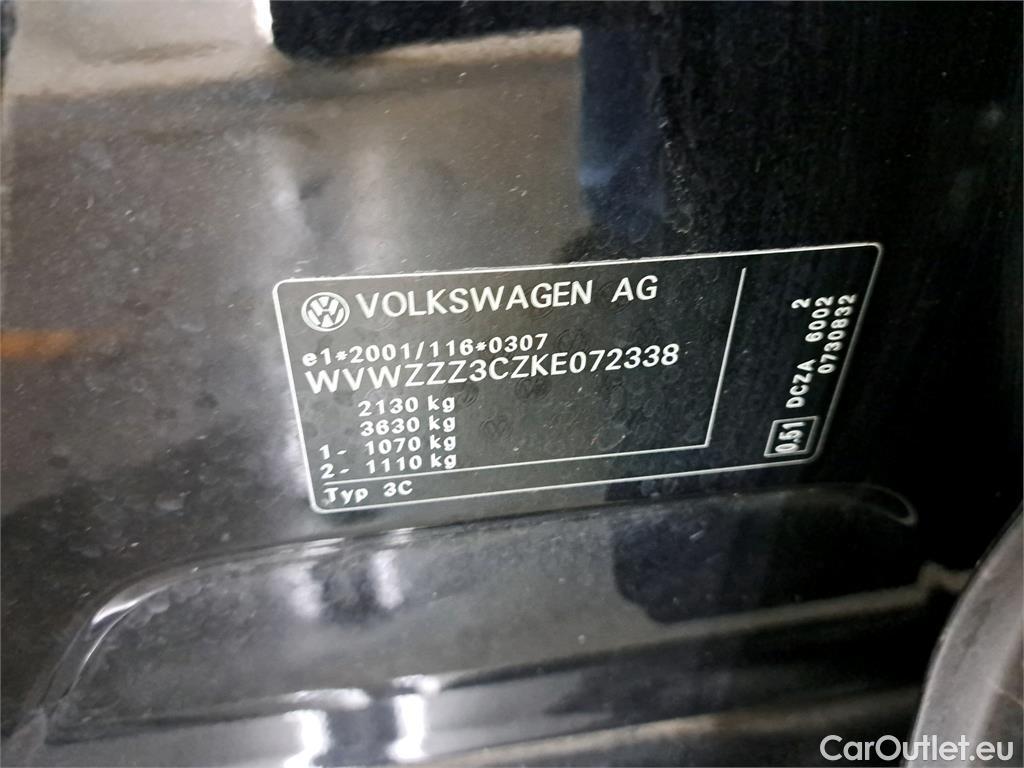 VOLKSWAGEN AG
e1*2001/116*0307
WVWZZZ3CZKE072338
2130 kg
3630 kg
1- 1070 kg
2- 1110 kg
Typ 3C
0.51
DCZA 6002 2
0730832
CarOutlet.eu